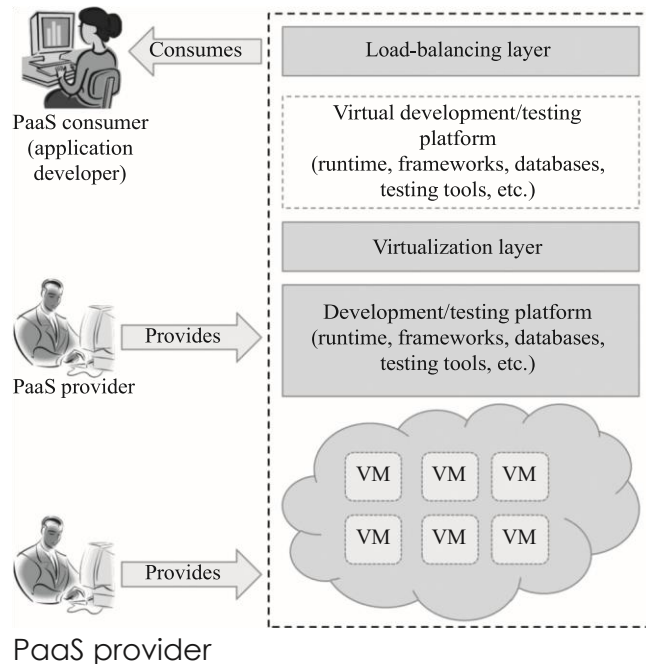 Consumes
Load-balancing layer
PaaS consumer
(application
developer)
Virtual development/testing
platform
(runtime, frameworks, databases,
testing tools, etc.)
Virtualization layer
Provides
PaaS provider
Development/testing platform
(runtime, frameworks, databases,
testing tools, etc.)
VM VM VM
VM VM VM
Provides
PaaS provider